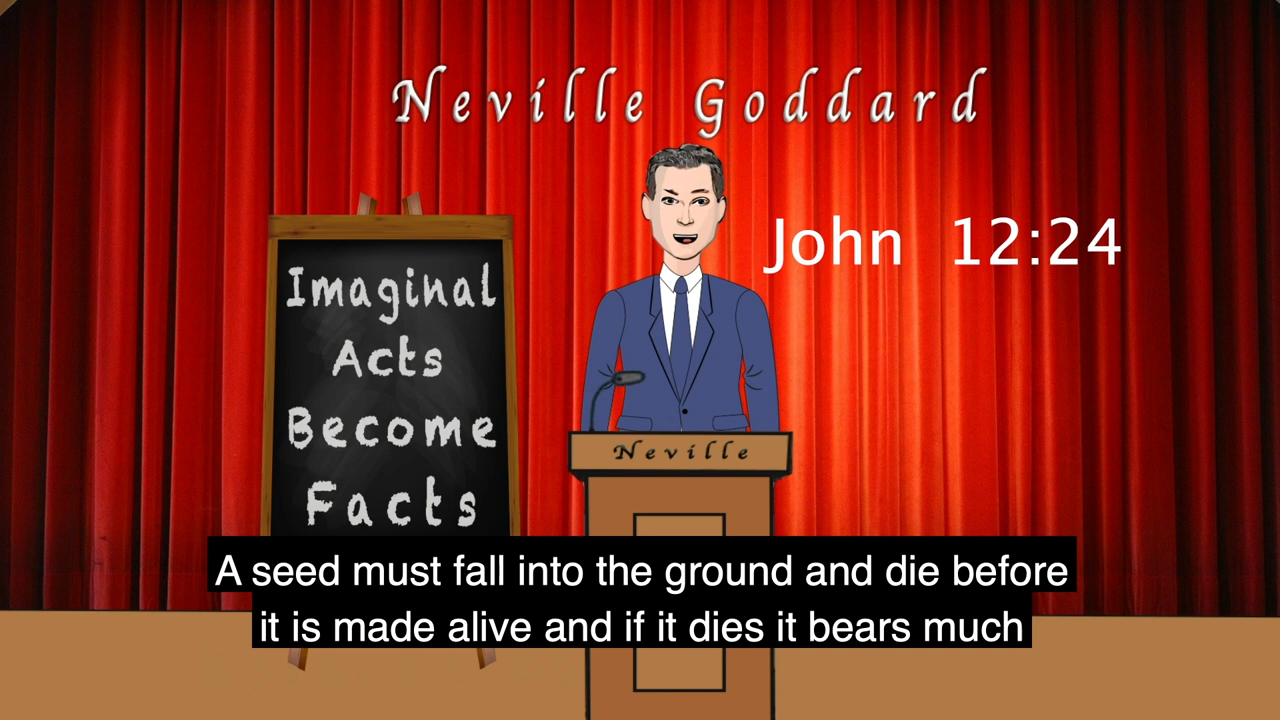 Neville Goddard
John 12:24
Imaginal
Acts
Become
Facts
Neville
A seed must fall into the ground and die before
it is made alive and if it dies it bears much